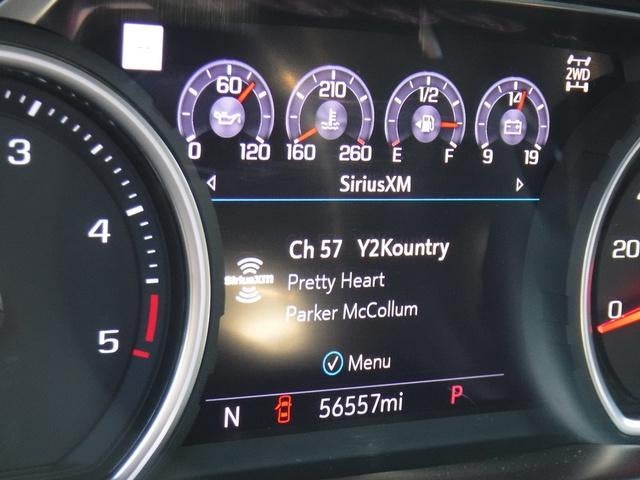 60
0 120
210
160 260
1/2
E F
14
9 19
2WD
SiriusXM
Ch 57 Y2Kountry
SiriusXM
Pretty Heart
Parker McCollum
Menu
N 56557mi P
3
4
5
20
0